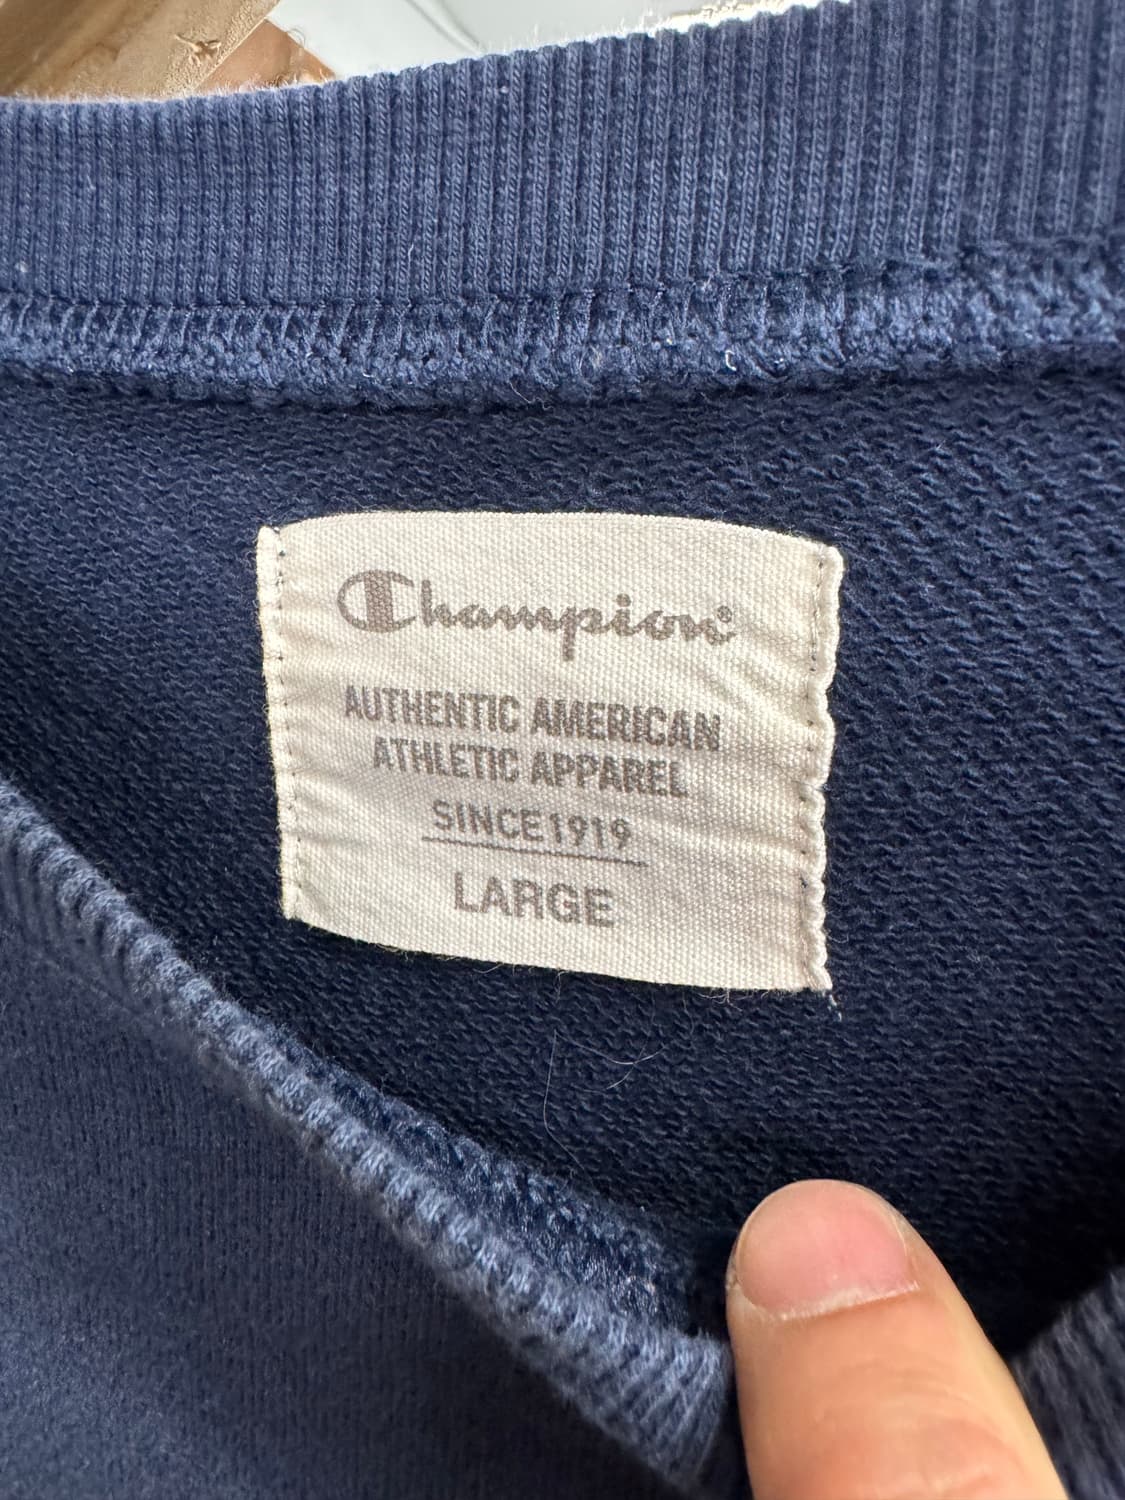 Champion
AUTHENTIC AMERICAN
ATHLETIC APPAREL
SINCE 1919
LARGE